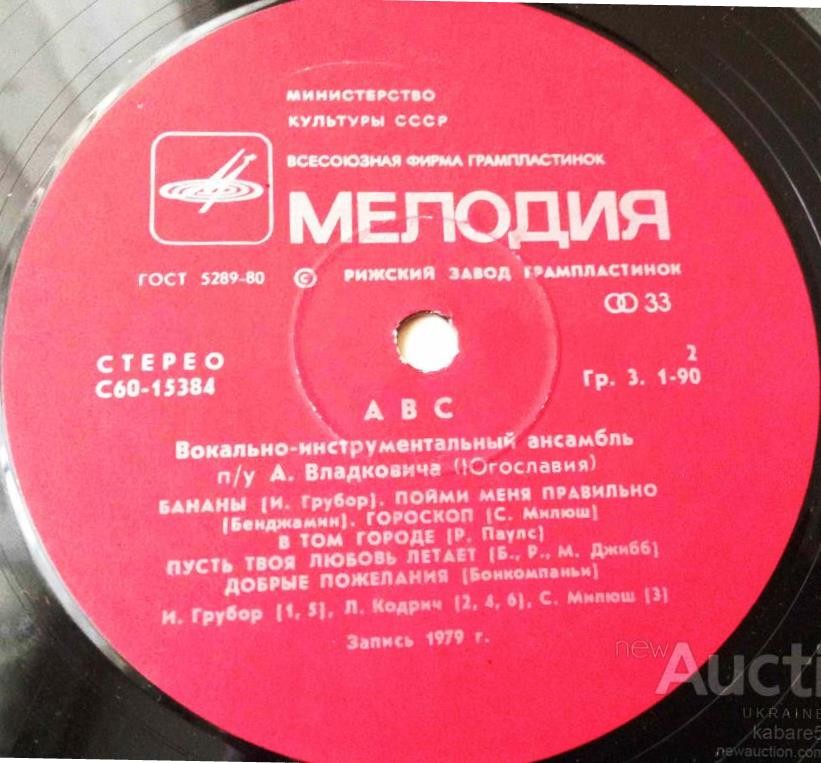 МИНИСТЕРСТВО
КУЛЬТУРЫ СССР
ВСЕСОЮЗНАЯ ФИРМА ГРАМПЛАСТИНОК
МЕЛОДИЯ
ГОСТ 5289-80 © РИЖСКИЙ ЗАВОД ГРАМПЛАСТИНОК
33
СТЕРЕО
С60-15384
2
Гр. 3. 1-90
АВС
Вокально-инструментальный ансамбль
п/у А. Владковича (Югославия)
БАНАНЫ [И. Грубор]. ПОЙМИ МЕНЯ ПРАВИЛЬНО
[Бенджамин]. ГОРОСКОП [С. Милюш]
В ТОМ ГОРОДЕ [Р. Паулс]
ПУСТЬ ТВОЯ ЛЮБОВЬ ЛЕТАЕТ [Б., Р., М. Джибб]
ДОБРЫЕ ПОЖЕЛАНИЯ [Бонкомпаньи]
И. Грубор [1, 5], Л. Кодрич [2, 4, 6], С. Милюш [3]
Запись 1979 г.
newAucti
UKRAINE
kabare5
newauction.com